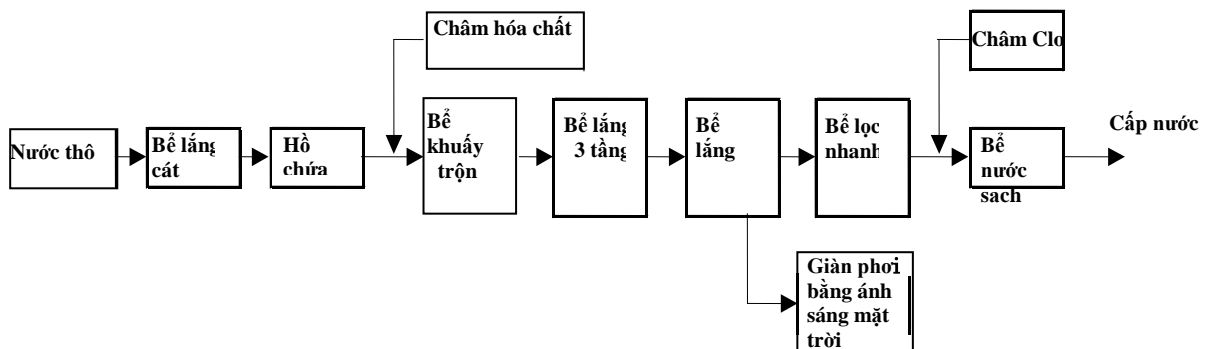 Châm hóa chất
Châm Clo
Nước thô
Bể lắng
cát
Hồ
chứa
Bể
khuấy
trộn
Bể lắng
3 tầng
Bể
lắng
Bể lọc
nhanh
Bể
nước
sach
Cấp nước
Giàn phơi
bằng ánh
sáng mặt
trời